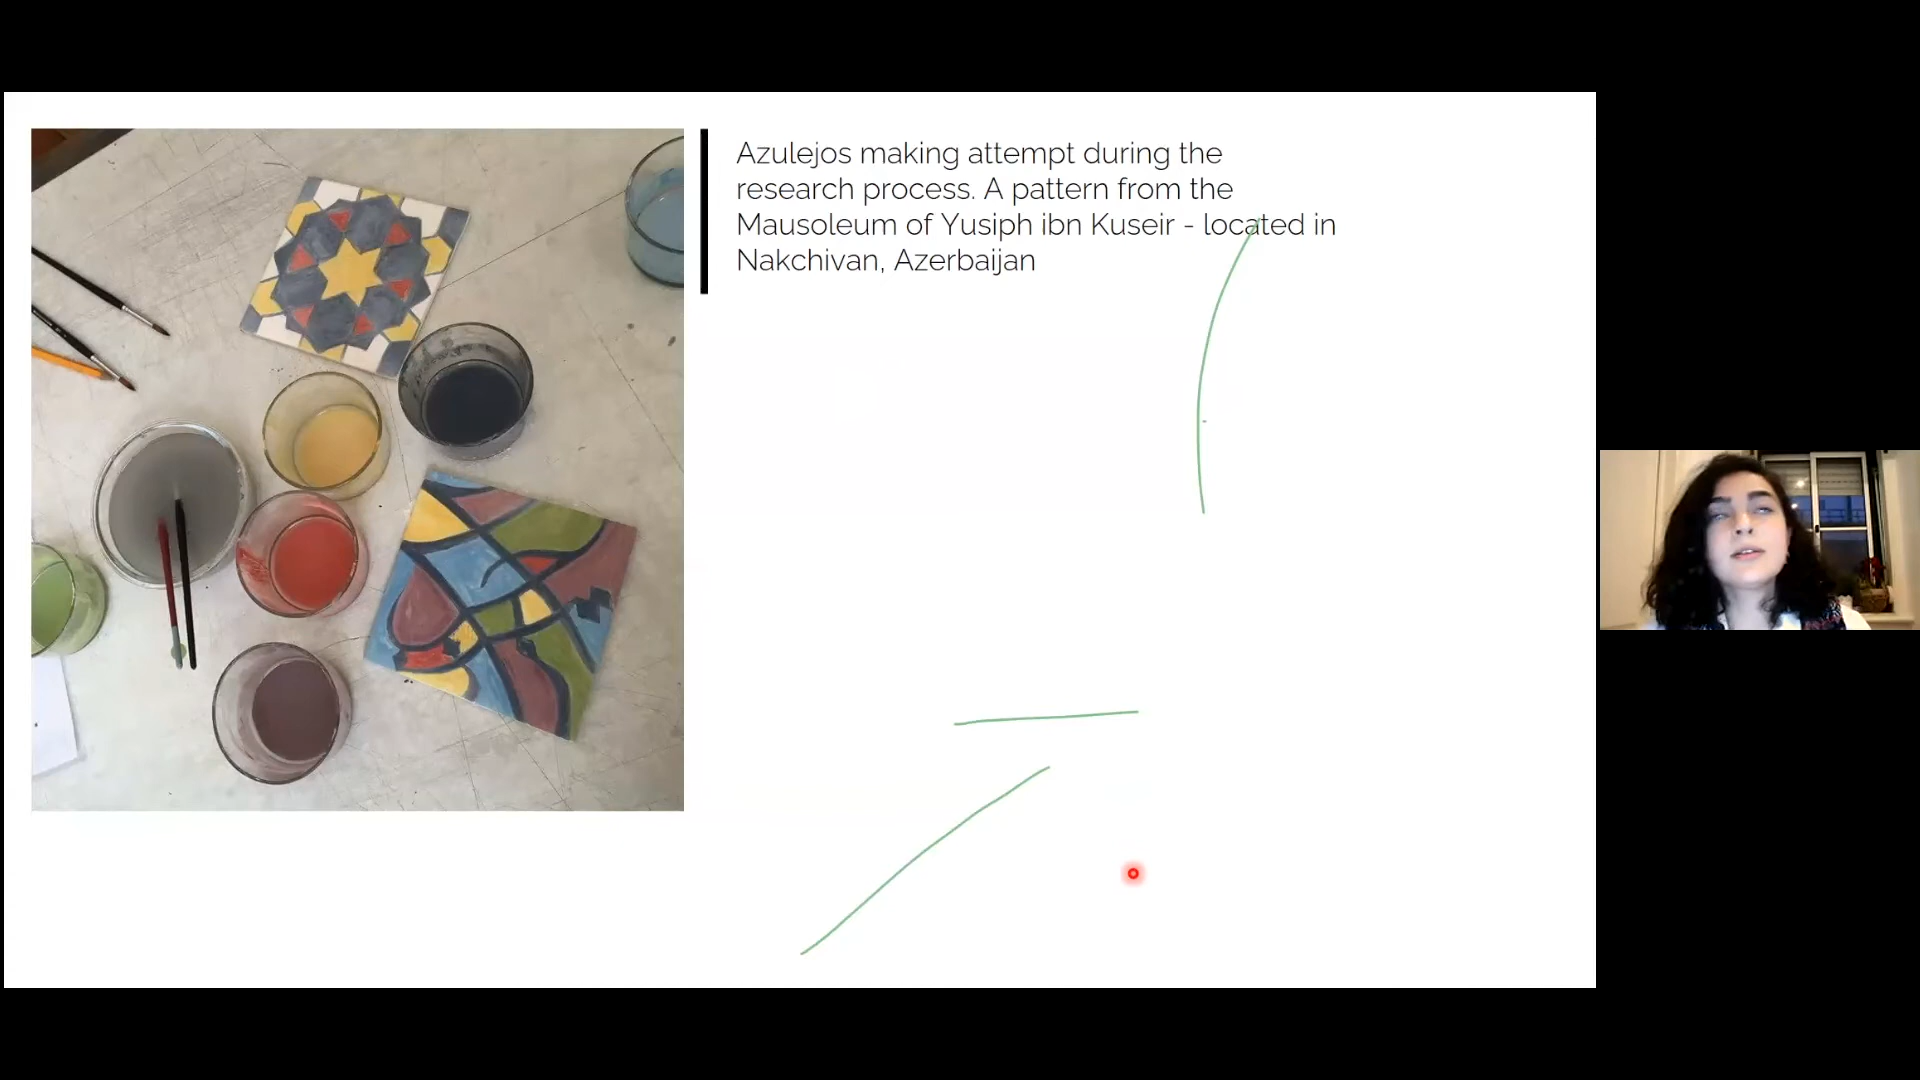 Azulejos making attempt during the
research process. A pattern from the
Mausoleum of Yusiph ibn Kuseir - located in
Nakchivan, Azerbaijan